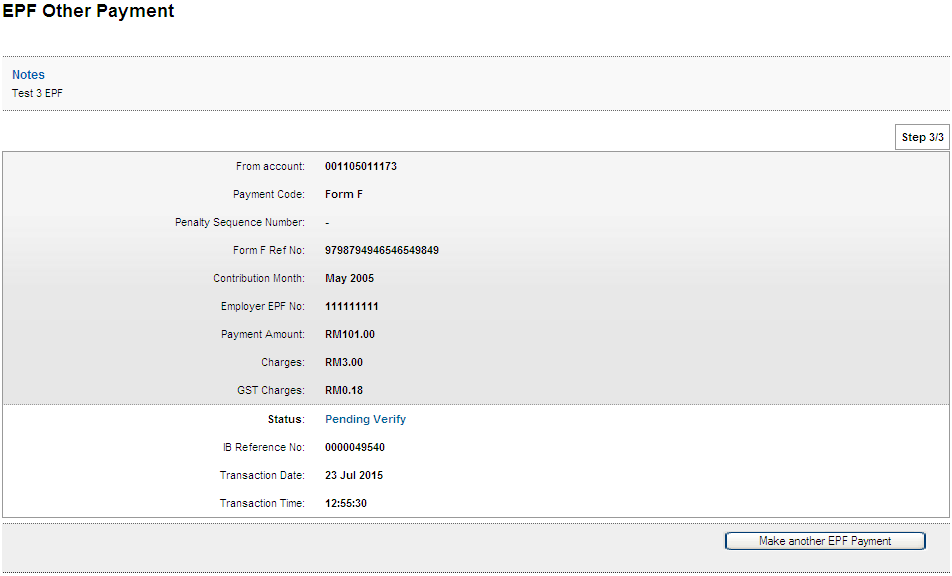 EPF Other Payment
Notes
Test 3 EPF
Step 3/3
From account: 001105011173
Payment Code: Form F
Penalty Sequence Number: -
Form F Ref No: 9798794946546549849
Contribution Month: May 2005
Employer EPF No: 111111111
Payment Amount: RM101.00
Charges: RM3.00
GST Charges: RM0.18
Status: Pending Verify
IB Reference No: 0000049540
Transaction Date: 23 Jul 2015
Transaction Time: 12:55:30
Make another EPF Payment